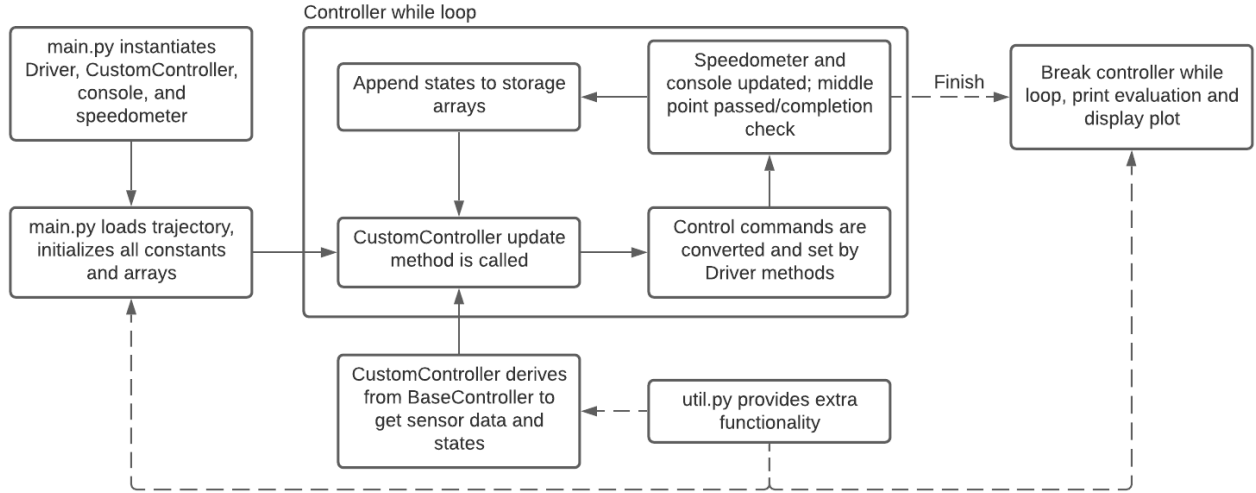 Controller while loop
main.py instantiates
Driver, CustomController,
console, and
speedometer
main.py loads trajectory,
initializes all constants
and arrays
Append states to storage
arrays
Speedometer and
console updated; middle
point passed/completion
check
Finish
Break controller while
loop, print evaluation and
display plot
CustomController update
method is called
Control commands are
converted and set by
Driver methods
CustomController derives
from BaseController to
get sensor data and
states
util.py provides extra
functionality